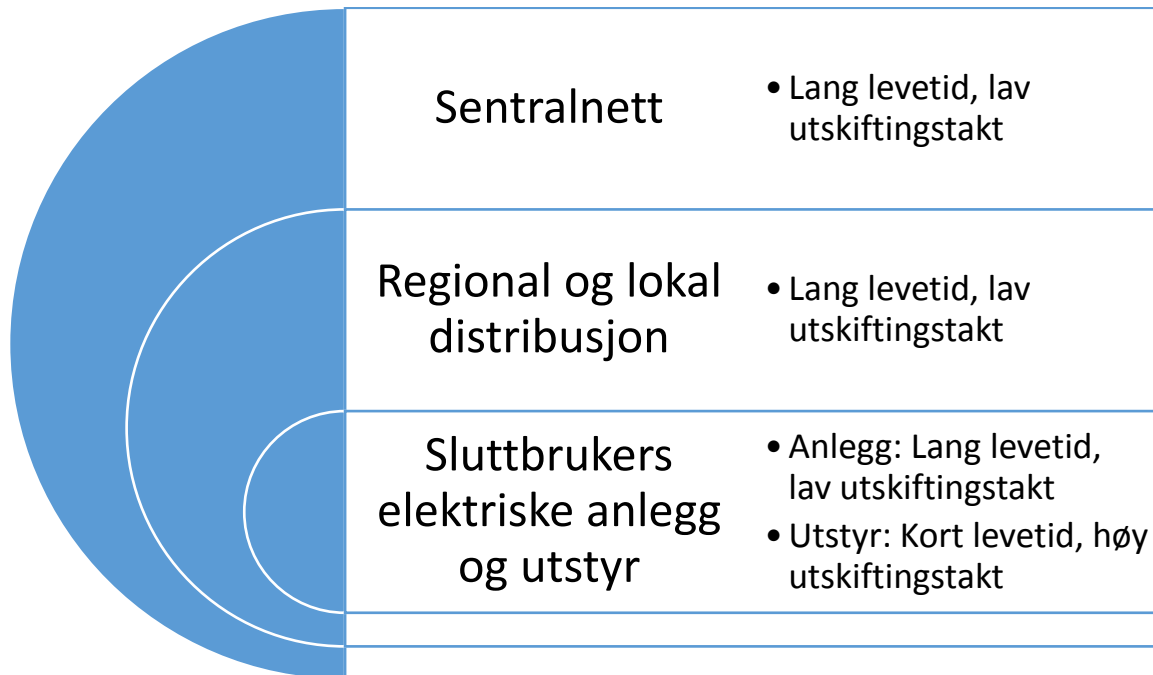 Sentralnett
• Lang levetid, lav
utskiftingstakt
Regional og lokal
distribusjon
• Lang levetid, lav
utskiftingstakt
Sluttbrukers
elektriske anlegg
og utstyr
• Anlegg: Lang levetid,
lav utskiftingstakt
• Utstyr: Kort levetid, høy
utskiftingstakt